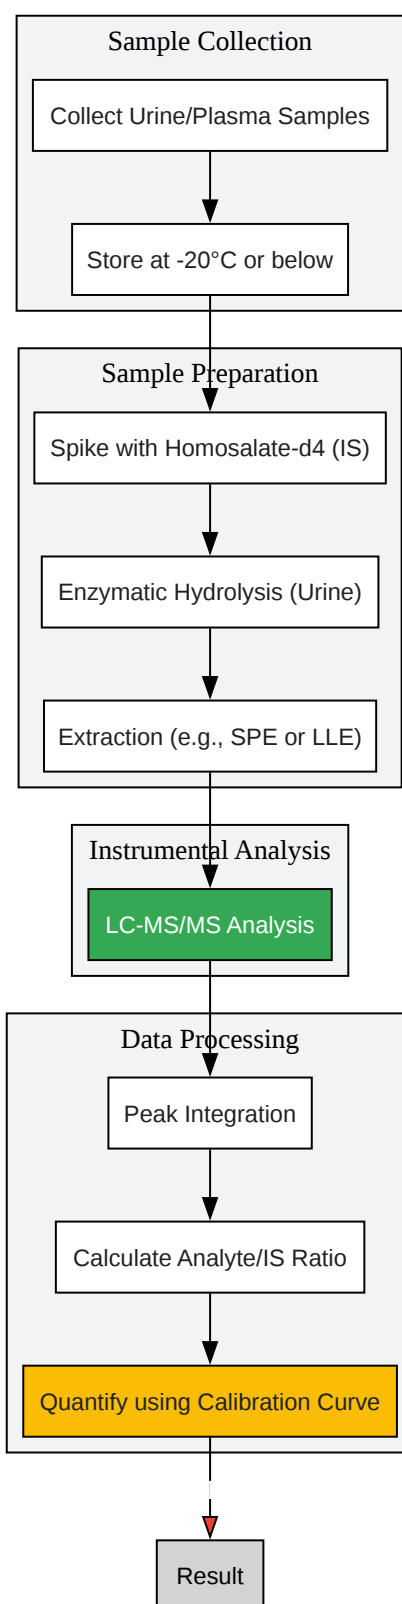 Sample Collection
Collect Urine/Plasma Samples
Store at -20°C or below
Sample Preparation
Spike with Homosalate-d4 (IS)
Enzymatic Hydrolysis (Urine)
Extraction (e.g., SPE or LLE)
Instrumental Analysis
LC-MS/MS Analysis
Data Processing
Peak Integration
Calculate Analyte/IS Ratio
Quantify using Calibration Curve
Result